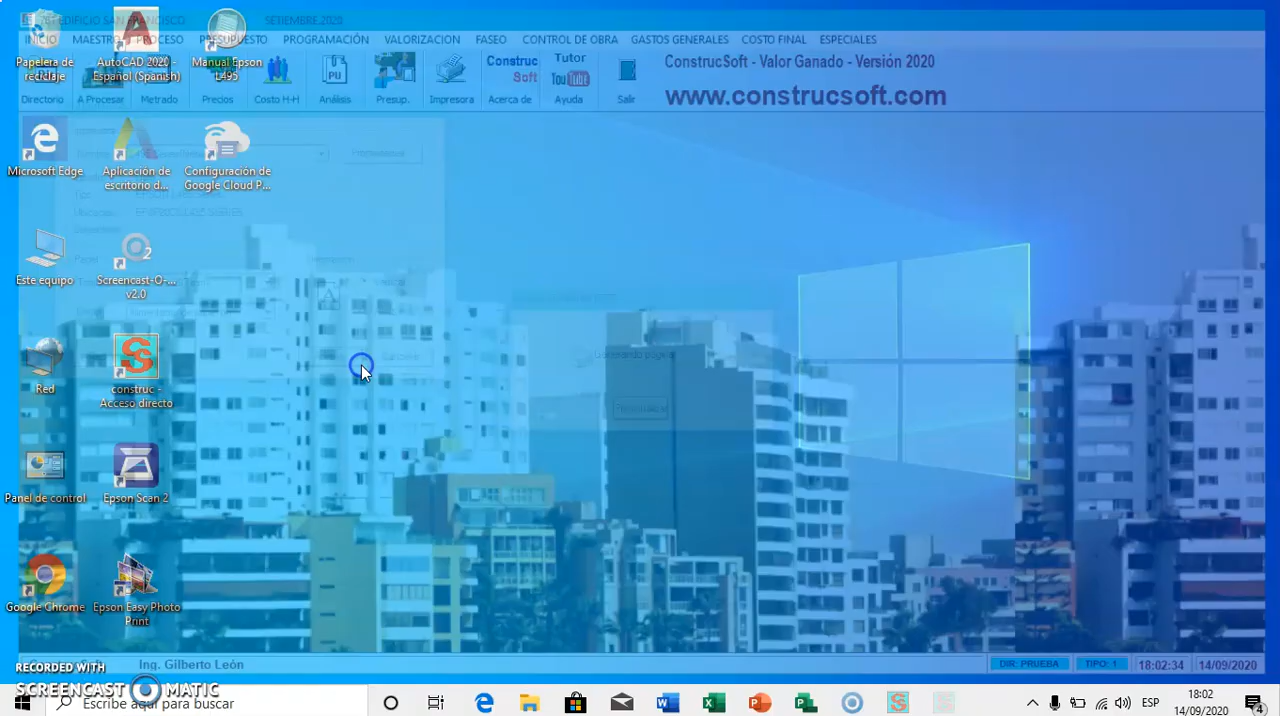 EDIFICIO SAN FRANCISCO SETIEMBRE 2020
INICIO MAESTRO PROCESO PRESUPUESTO PROGRAMACIÓN VALORIZACION FASEO CONTROL DE OBRA GASTOS GENERALES COSTO FINAL ESPECIALES
Directorio A Procesar Metrado Precios Costo H-H Análisis Presup. Impresora Acerca de Ayuda Salir
PU
Construc
Soft
Tutor
You Tube
ConstrucSoft - Valor Ganado - Versión 2020
www.construcsoft.com
Papelera de
reciclaje
AutoCAD 2020 -
Español (Spanish)
Manual Epson
L495
Microsoft Edge
Aplicación de
escritorio d...
Configuración de
Google Cloud P...
Este equipo
Screencast-O-...
v2.0
Red
construc -
Acceso directo
Panel de control
Epson Scan 2
Google Chrome
Epson Easy Photo
Print
Ing. Gilberto León
DIR: PRUEBA TIPO: 1 18:02:34 14/09/2020
RECORDED WITH
SCREENCAST MATIC
Escribe aquí para buscar
ESP
18:02
14/09/2020
4